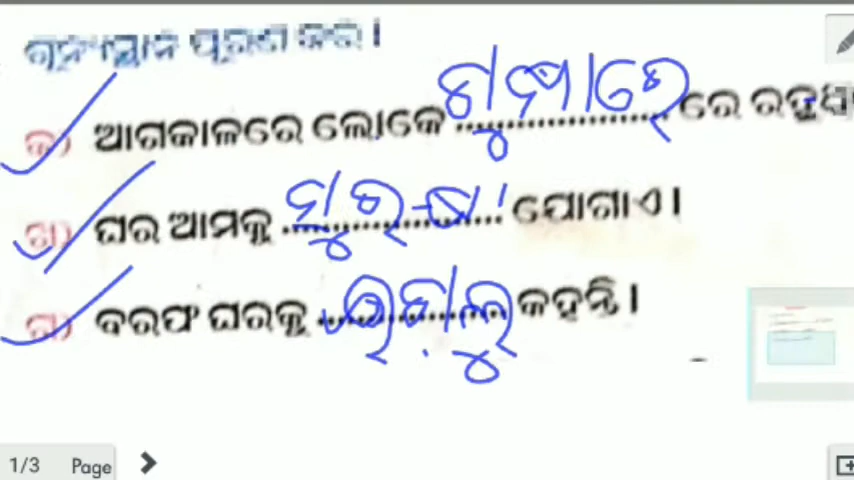 ଶୂନ୍ୟସ୍ଥାନ ପୂରଣ କର ।
କ) ଆଗକାଳରେ ଲୋକେ ଗୁମ୍ଫାରେ ରେ ରହୁଥି
ଖ) ଘର ଆମକୁ ସୁରକ୍ଷା ଯୋଗାଏ ।
ଗ) ବରଫ ଘରକୁ ଇଗଲୁ କହନ୍ତି ।
1/3 Page